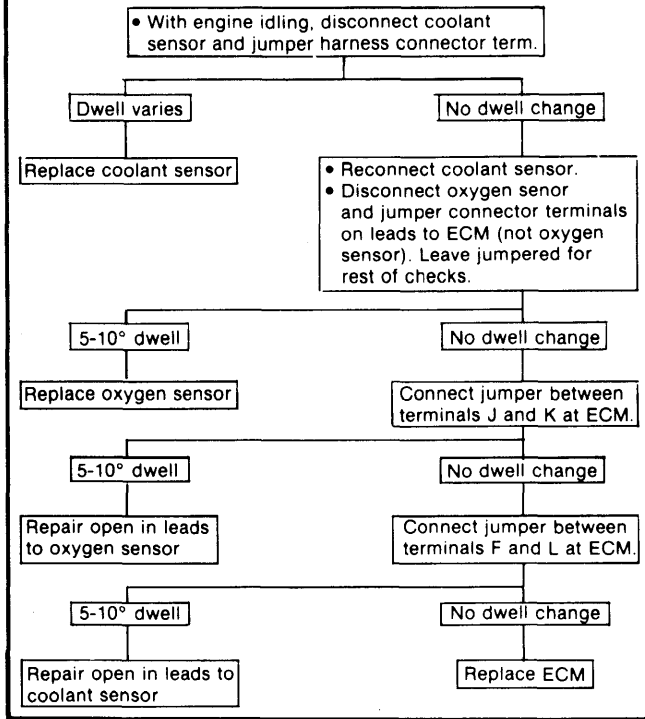 • With engine idling, disconnect coolant
sensor and jumper harness connector term.
Dwell varies
No dwell change
Replace coolant sensor
• Reconnect coolant sensor.
• Disconnect oxygen senor
and jumper connector terminals
on leads to ECM (not oxygen
sensor). Leave jumpered for
rest of checks.
5-10° dwell
No dwell change
Replace oxygen sensor
Connect jumper between
terminals J and K at ECM.
5-10° dwell
No dwell change
Repair open in leads
to oxygen sensor
Connect jumper between
terminals F and L at ECM.
5-10° dwell
No dwell change
Repair open in leads to
coolant sensor
Replace ECM